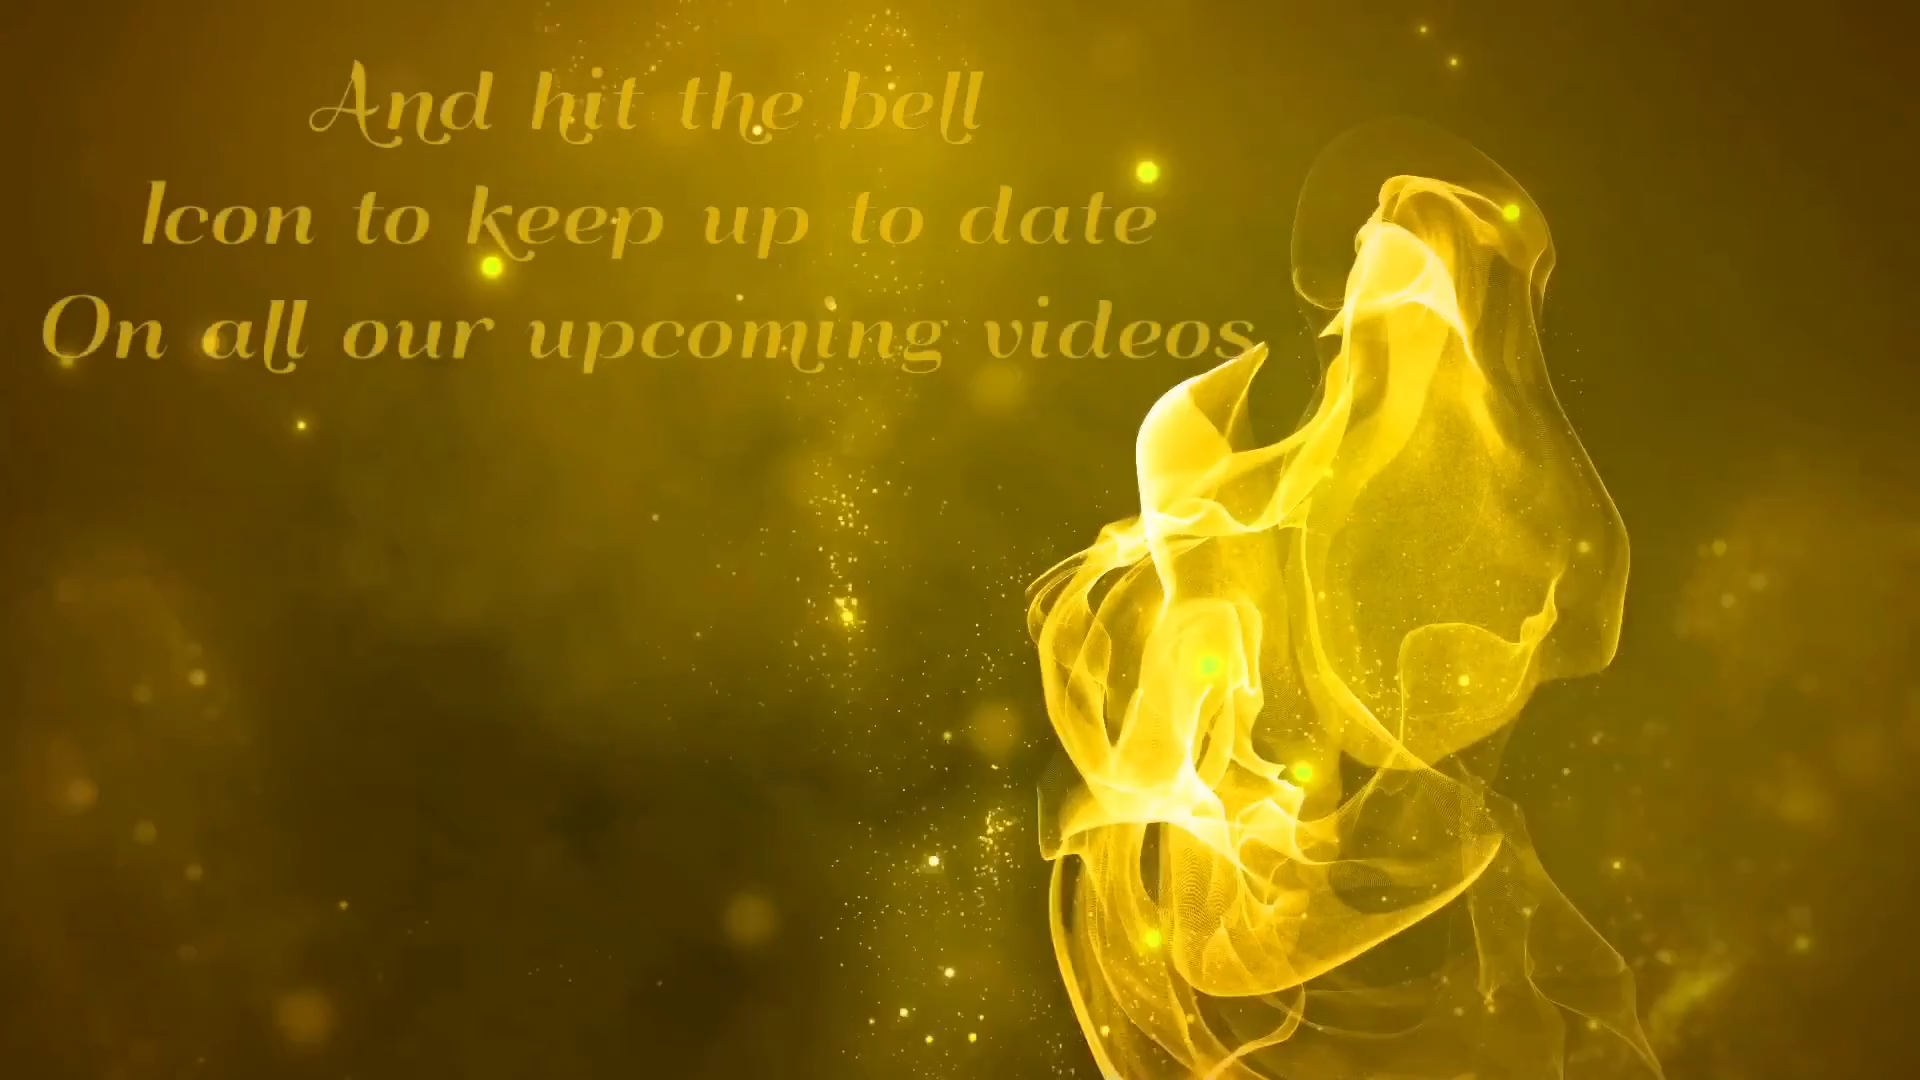 And hit the bell
Icon to keep up to date
On all our upcoming videos